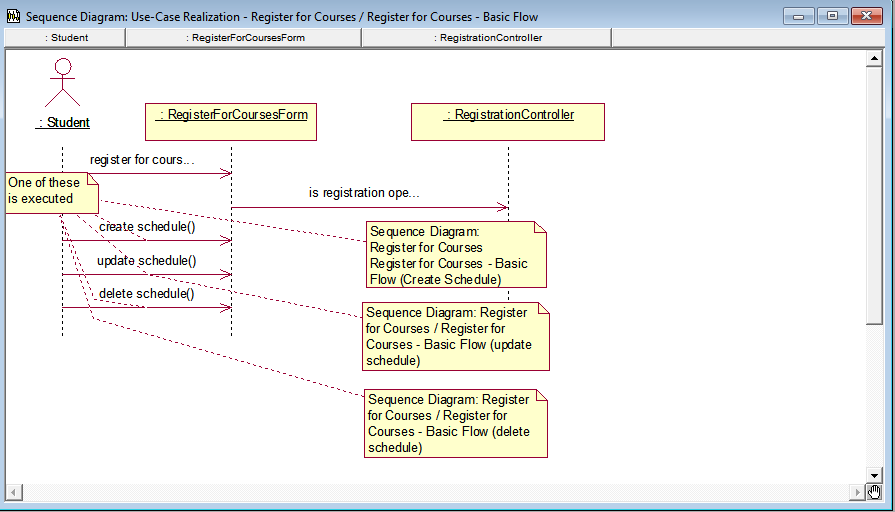 Sequence Diagram: Use-Case Realization - Register for Courses / Register for Courses - Basic Flow
: Student
: RegisterForCoursesForm
: RegistrationController
: RegisterForCoursesForm
: RegistrationController
: Student
register for cours...
One of these
is executed
is registration ope...
create schedule()
Sequence Diagram:
Register for Courses
Register for Courses - Basic
Flow (Create Schedule)
update schedule()
delete schedule()
Sequence Diagram: Register
for Courses / Register for
Courses - Basic Flow (update
schedule)
Sequence Diagram: Register
for Courses / Register for
Courses - Basic Flow (delete
schedule)